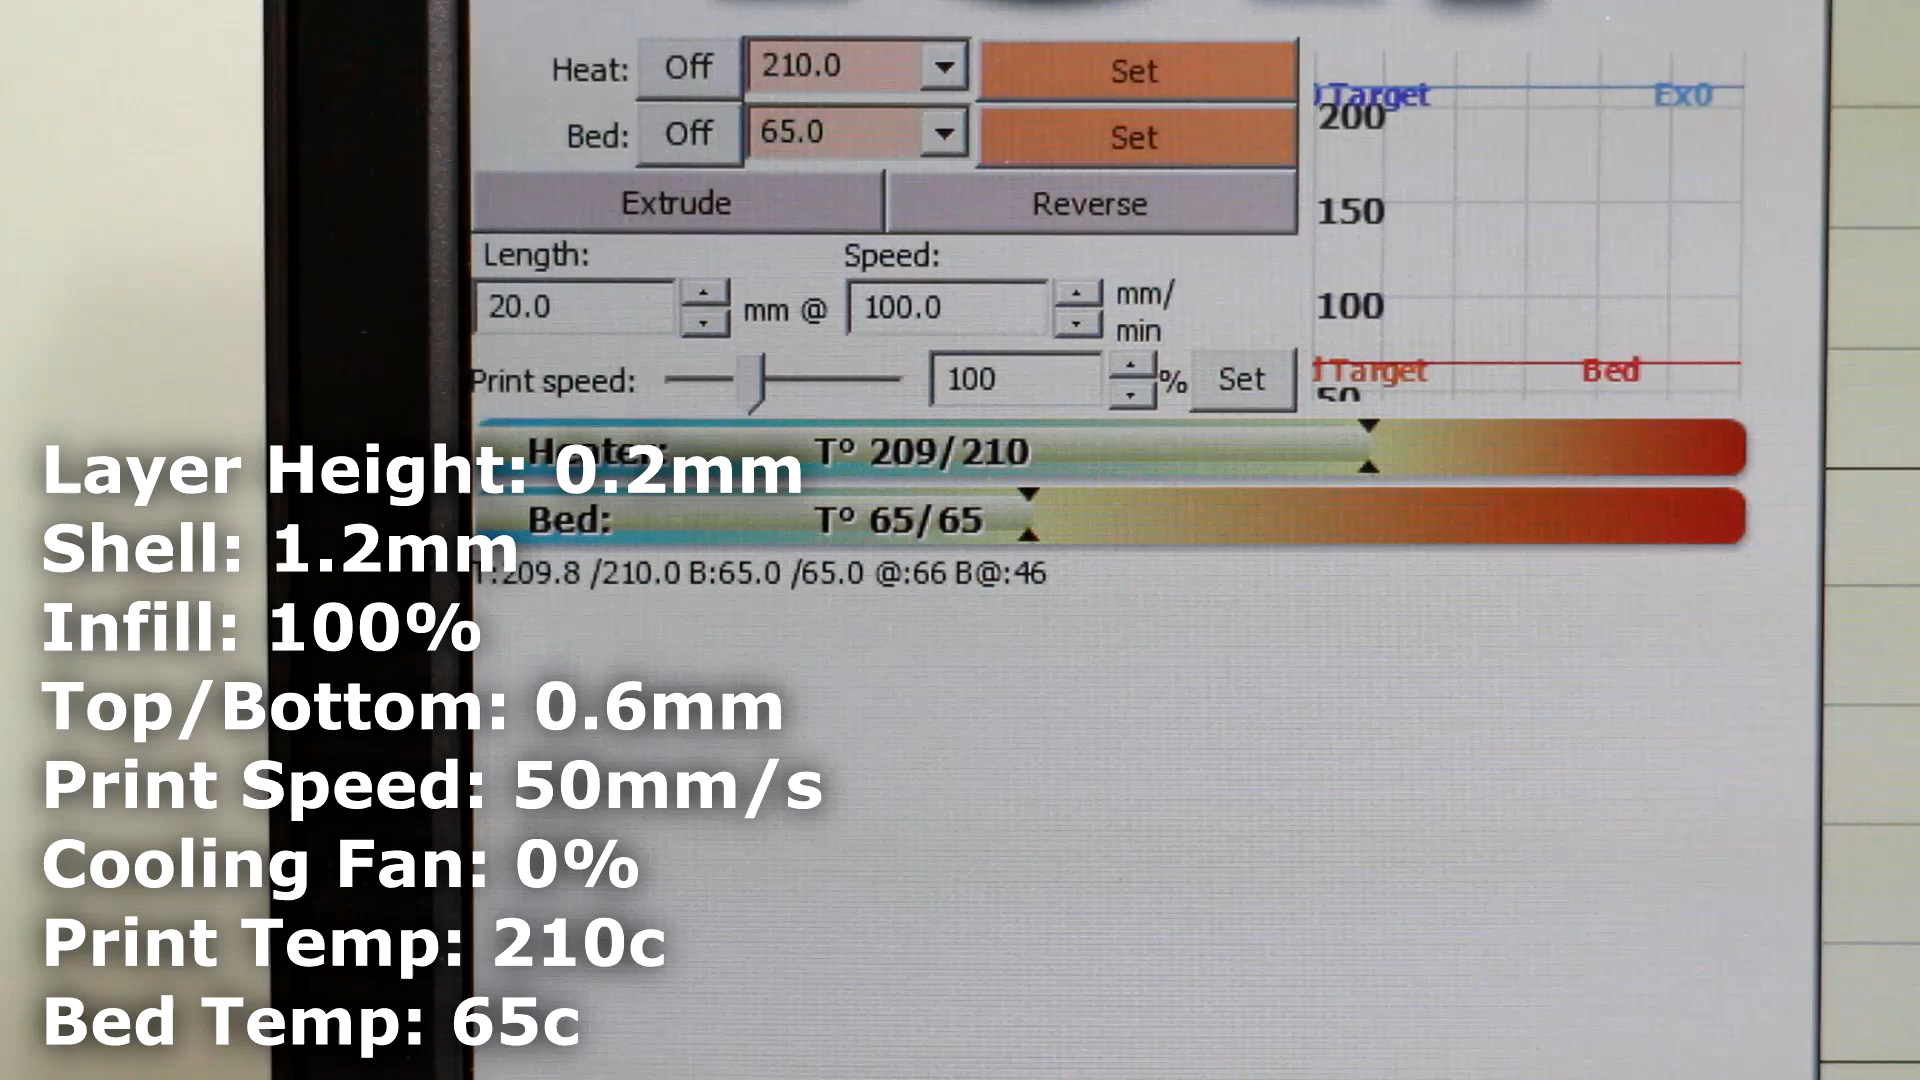 Heat: Off 210.0 Set
Bed: Off 65.0 Set
Extrude Reverse
Length: Speed:
20.0 mm @ 100.0 mm/
min
Print speed: 100 % Set
Target Ex0
200
150
100
Target Bed
50
Heater: T° 209/210
Bed: T° 65/65
T:209.8 /210.0 B:65.0 /65.0 @:66 B@:46
Layer Height: 0.2mm
Shell: 1.2mm
Infill: 100%
Top/Bottom: 0.6mm
Print Speed: 50mm/s
Cooling Fan: 0%
Print Temp: 210c
Bed Temp: 65c